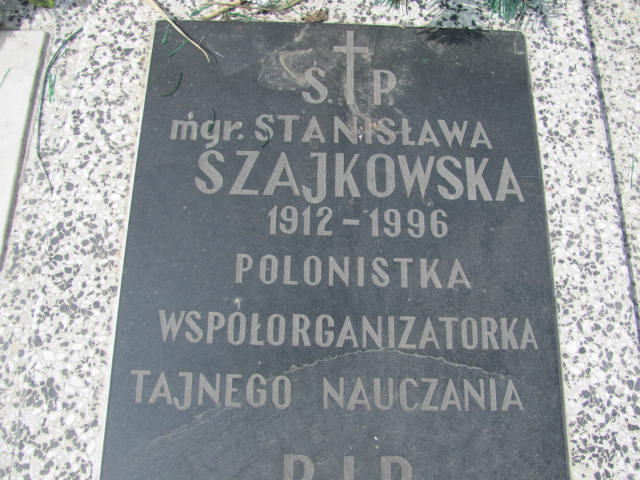 Ś. P.
mgr. STANISŁAWA
SZAJKOWSKA
1912 - 1996
POLONISTKA
WSPÓŁORGANIZATORKA
TAJNEGO NAUCZANIA
R.I.P.